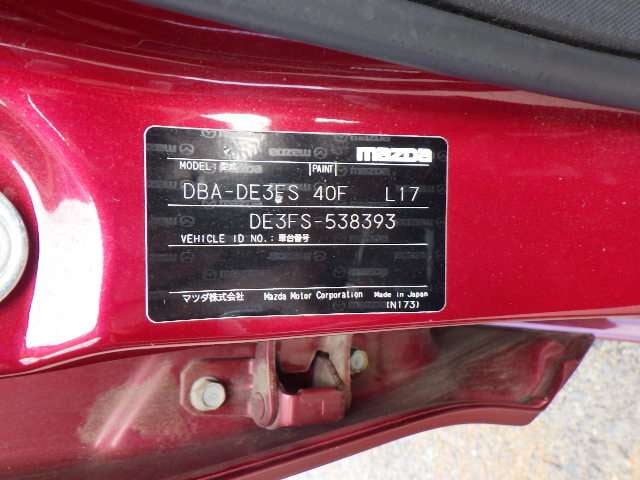 mazda
MODEL:型式 PAINT
DBA-DE3FS 40F L17
DE3FS-538393
VEHICLE ID NO.:車台番号
マツダ株式会社 Mazda Motor Corporation Made in Japan
(N173)